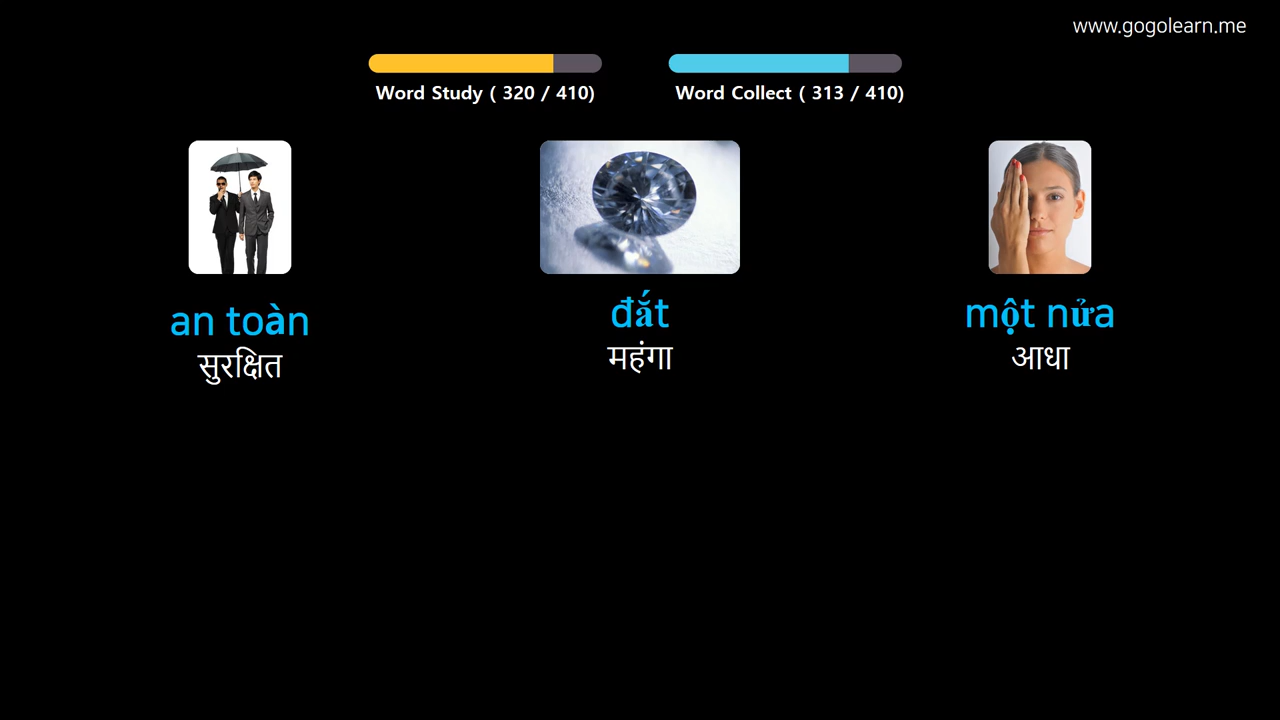 www.gogolearn.me
Word Study ( 320 / 410)
Word Collect ( 313 / 410)
an toàn
सुरक्षित
đắt
महंगा
một nửa
आधा